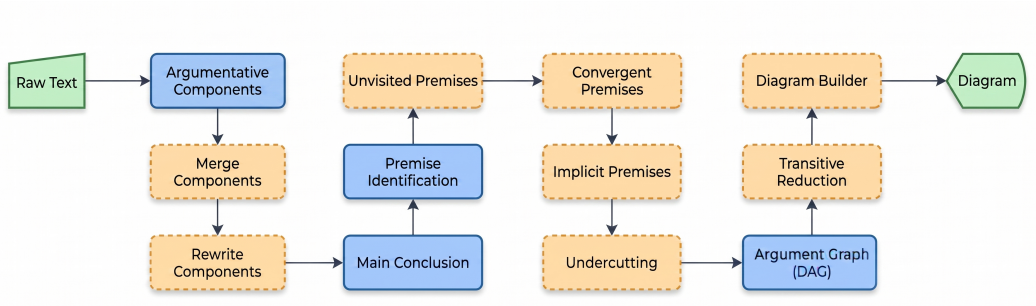 Raw Text
Argumentative
Components
Merge
Components
Rewrite
Components
Main Conclusion
Premise
Identification
Unvisited Premises
Convergent
Premises
Implicit Premises
Undercutting
Argument Graph
(DAG)
Transitive
Reduction
Diagram Builder
Diagram